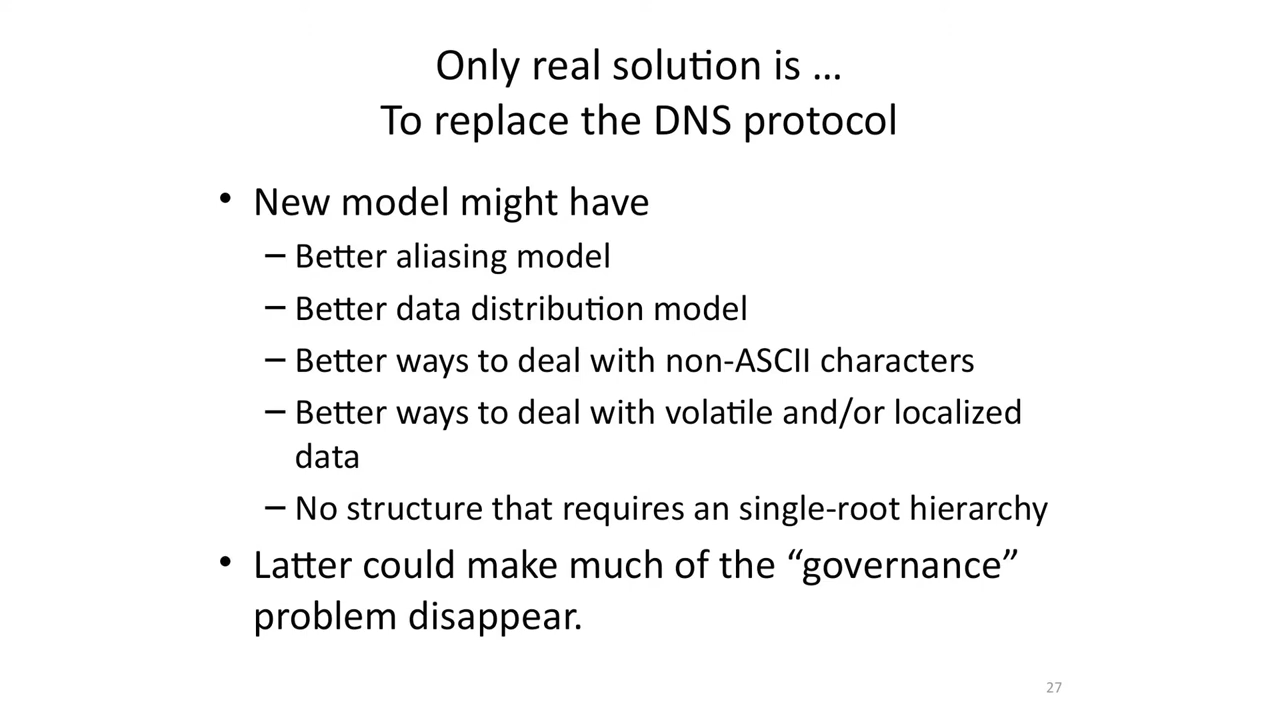 Only real solution is …
To replace the DNS protocol
• New model might have
– Better aliasing model
– Better data distribution model
– Better ways to deal with non-ASCII characters
– Better ways to deal with volatile and/or localized
data
– No structure that requires an single-root hierarchy
• Latter could make much of the “governance”
problem disappear.
27